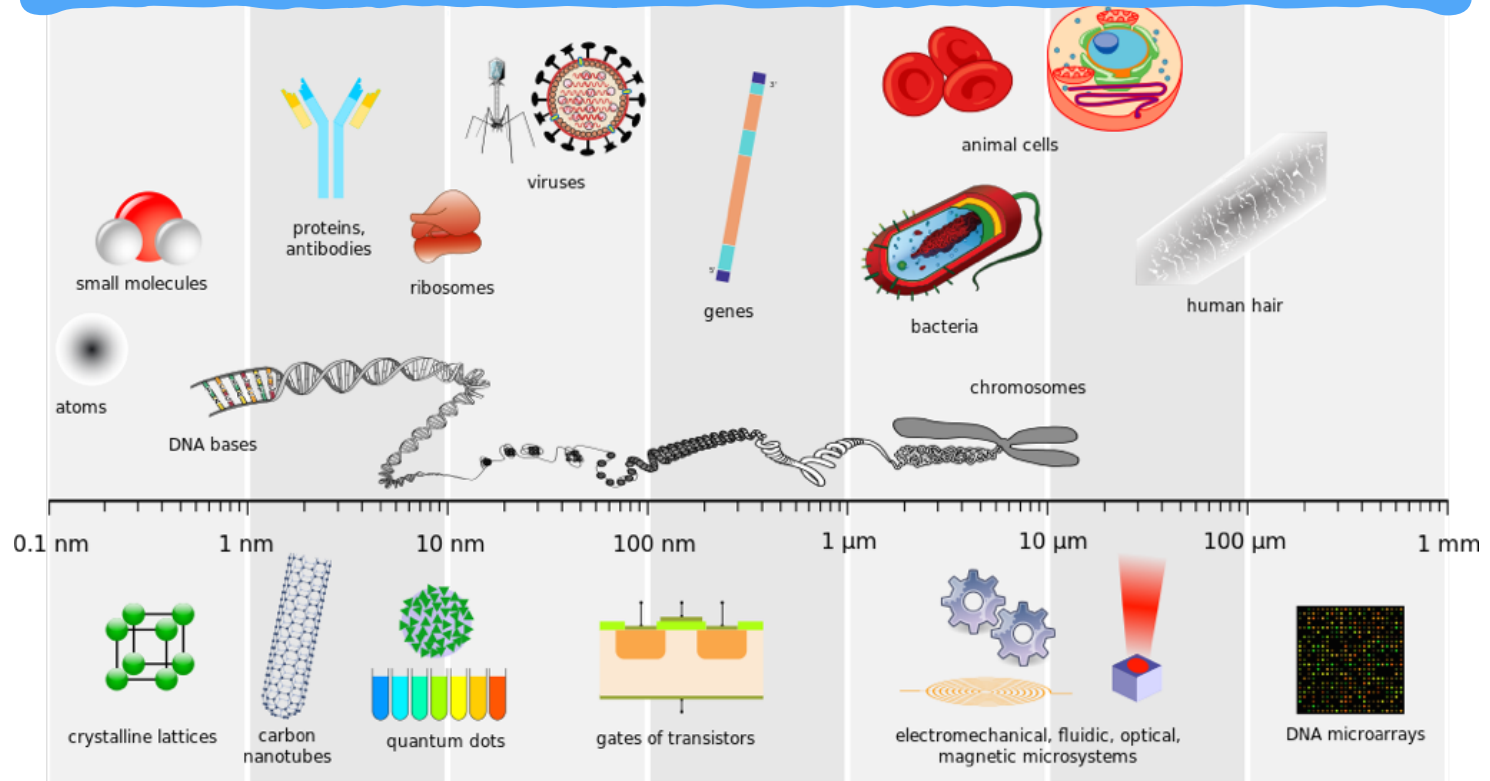 3'
animal cells
viruses
proteins,
antibodies
5'
small molecules
ribosomes
genes
human hair
bacteria
atoms
chromosomes
DNA bases
0.1 nm 1 nm 10 nm 100 nm 1 µm 10 µm 100 µm 1 mm
crystalline lattices
carbon
nanotubes
quantum dots
gates of transistors
electromechanical, fluidic, optical,
magnetic microsystems
DNA microarrays